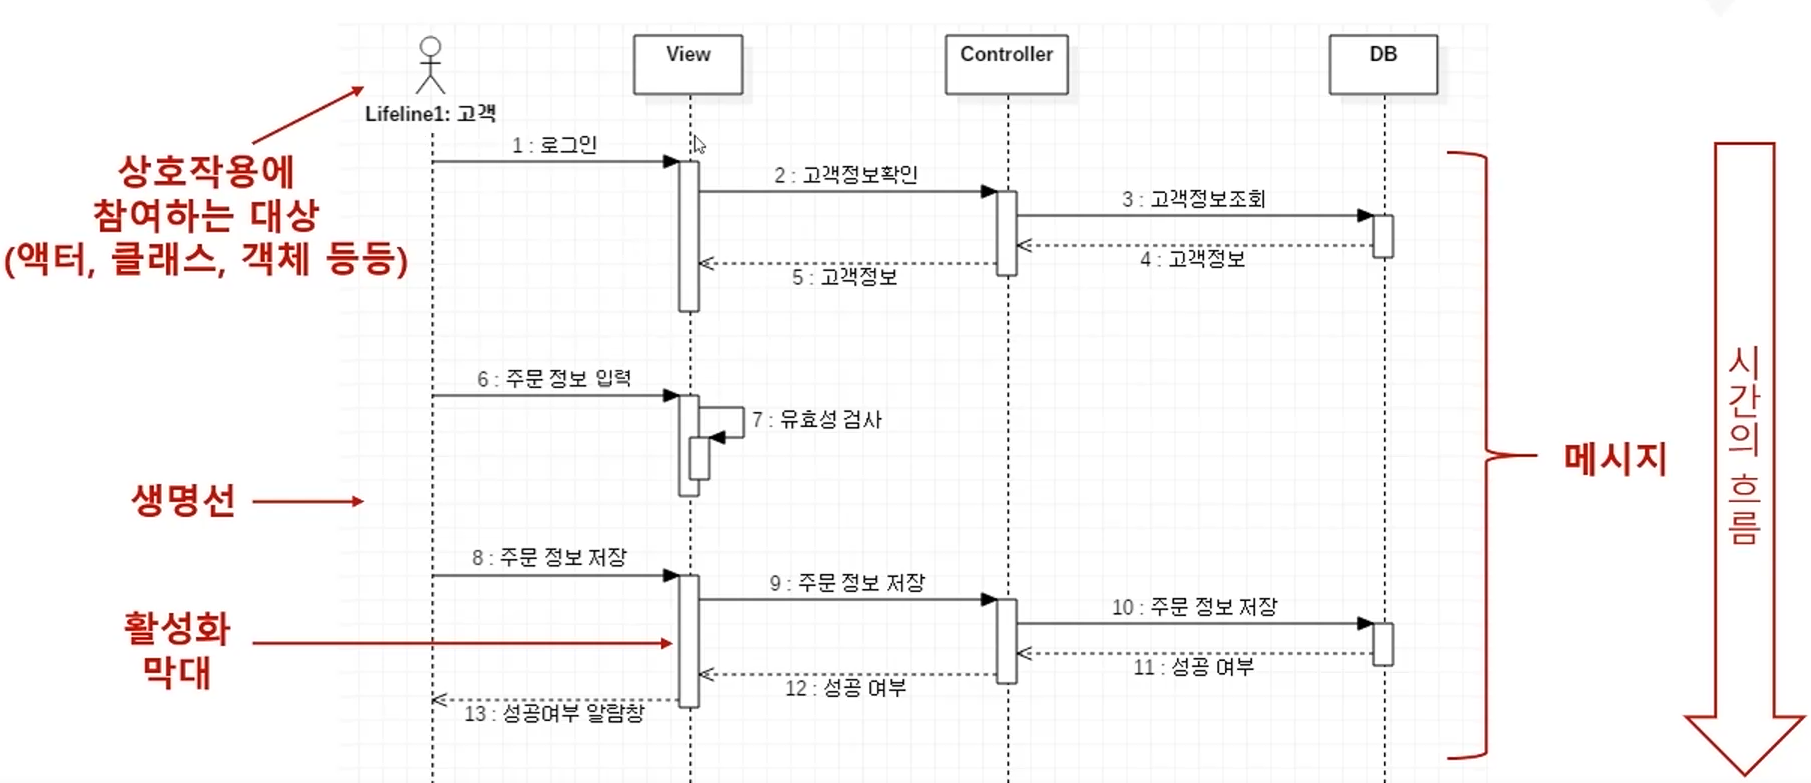 View
Controller
DB
Lifeline1: 고객
상호작용에
참여하는 대상
(액터, 클래스, 객체 등등)
1 : 로그인
2 : 고객정보확인
3 : 고객정보조회
4 : 고객정보
5 : 고객정보
6 : 주문 정보 입력
7 : 유효성 검사
생명선
8 : 주문 정보 저장
9 : 주문 정보 저장
10 : 주문 정보 저장
활성화
막대
11 : 성공 여부
12 : 성공 여부
13 : 성공여부 알람창
메시지
시간의 흐름